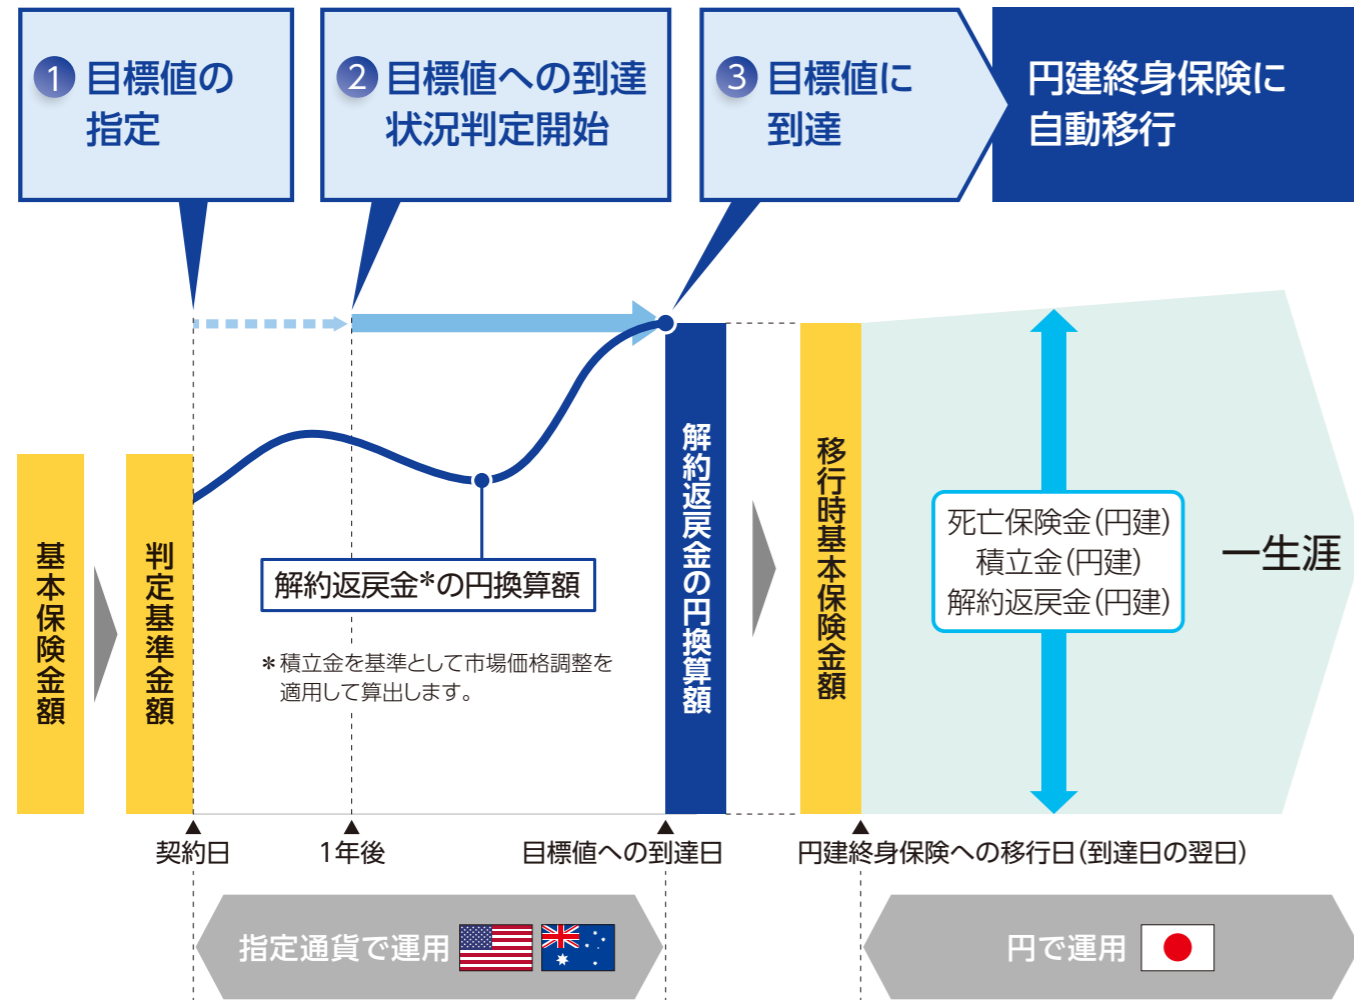 1 目標値の
指定
2 目標値への到達
状況判定開始
3 目標値に
到達
円建終身保険に
自動移行
基本保険金額
判定基準金額
解約返戻金*の円換算額
*積立金を基準として市場価格調整を
適用して算出します。
解約返戻金の円換算額
移行時基本保険金額
死亡保険金(円建)
積立金(円建)
解約返戻金(円建)
一生涯
契約日
1年後
目標値への到達日
円建終身保険への移行日(到達日の翌日)
指定通貨で運用
円で運用